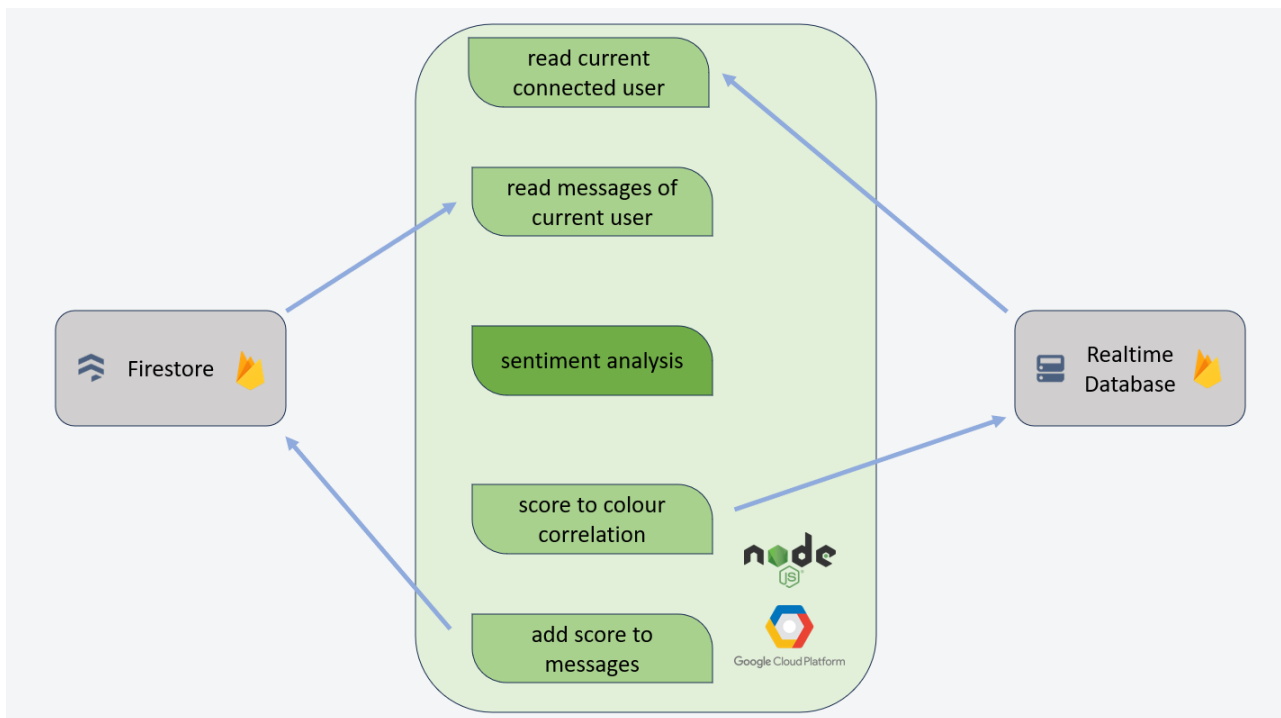 read current
connected user
read messages of
current user
sentiment analysis
Firestore
Realtime
Database
score to colour
correlation
node
JS
add score to
messages
Google Cloud Platform